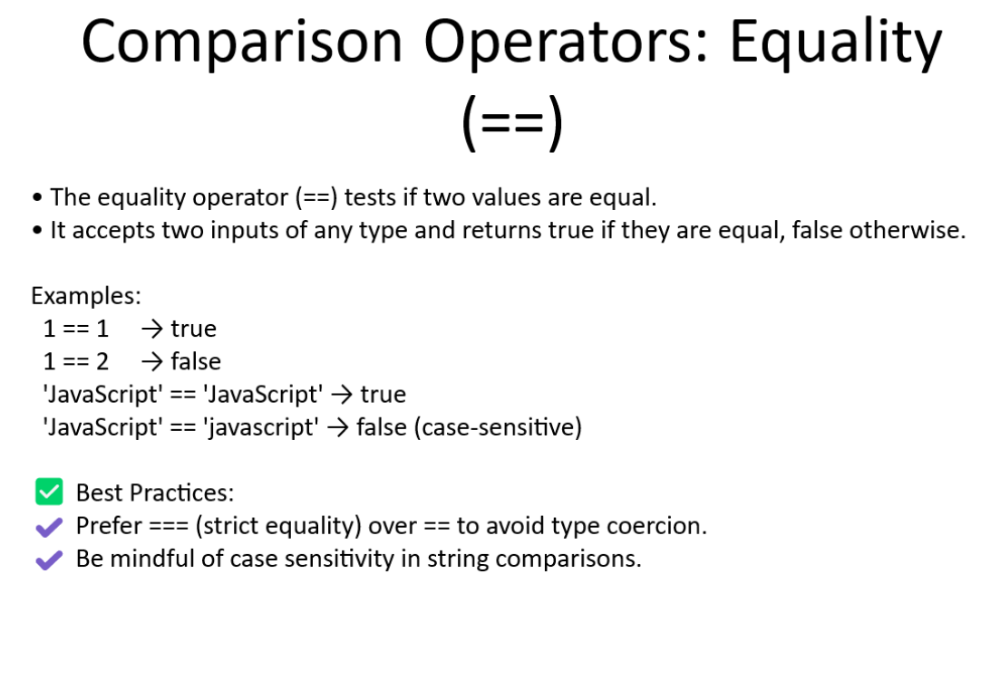 Comparison Operators: Equality
(==)
• The equality operator (==) tests if two values are equal.
• It accepts two inputs of any type and returns true if they are equal, false otherwise.
Examples:
1 == 1 → true
1 == 2 → false
'JavaScript' == 'JavaScript' → true
'JavaScript' == 'javascript' → false (case-sensitive)
✅ Best Practices:
✔ Prefer === (strict equality) over == to avoid type coercion.
✔ Be mindful of case sensitivity in string comparisons.